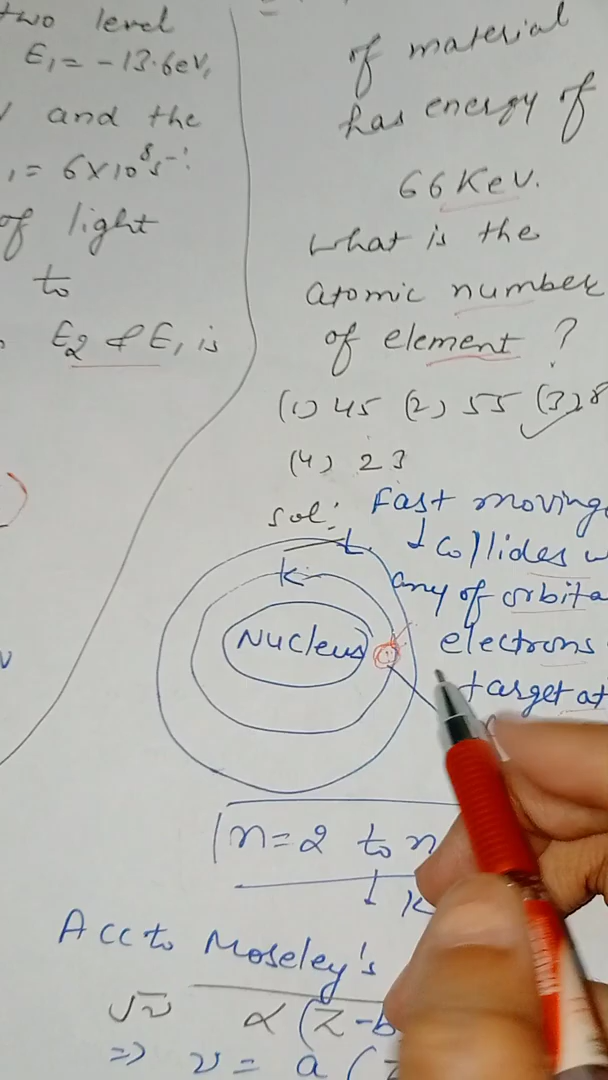 two level
E₁ = -13.6eV,
and the
= 6×10⁸s⁻¹.
of light
to
E₂ & E₁ is
of material
has energy of
66 KeV.
what is the
atomic number
of element ?
(1) 45 (2) 55 (3) 8
(4) 23
Sol:
Fast moving
collides
any of orbita
electrons
target at
L
K
Nucleus
n=2 to n
K
Acc to Moseley's
√ν ∝ (Z-b
=> ν = a (